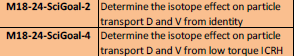 M18-24-SciGoal-2 Determine the isotope effect on particle
transport D and V from identity
M18-24-SciGoal-4 Determine the isotope effect on particle
transport D and V from low torque ICRH